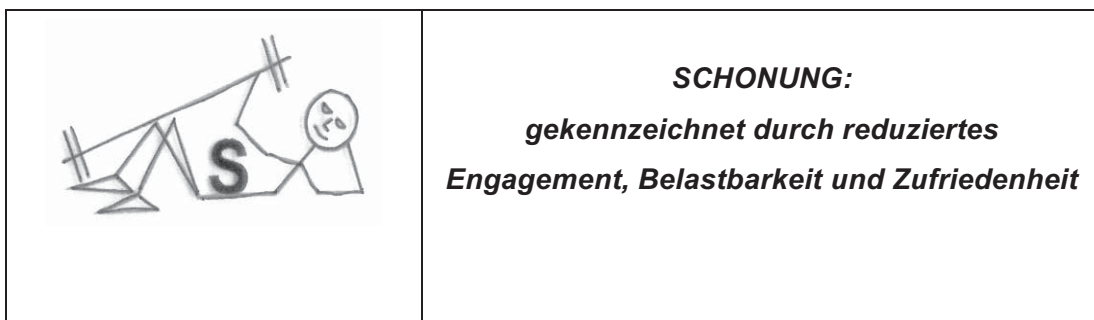 S
SCHONUNG:
gekennzeichnet durch reduziertes
Engagement, Belastbarkeit und Zufriedenheit